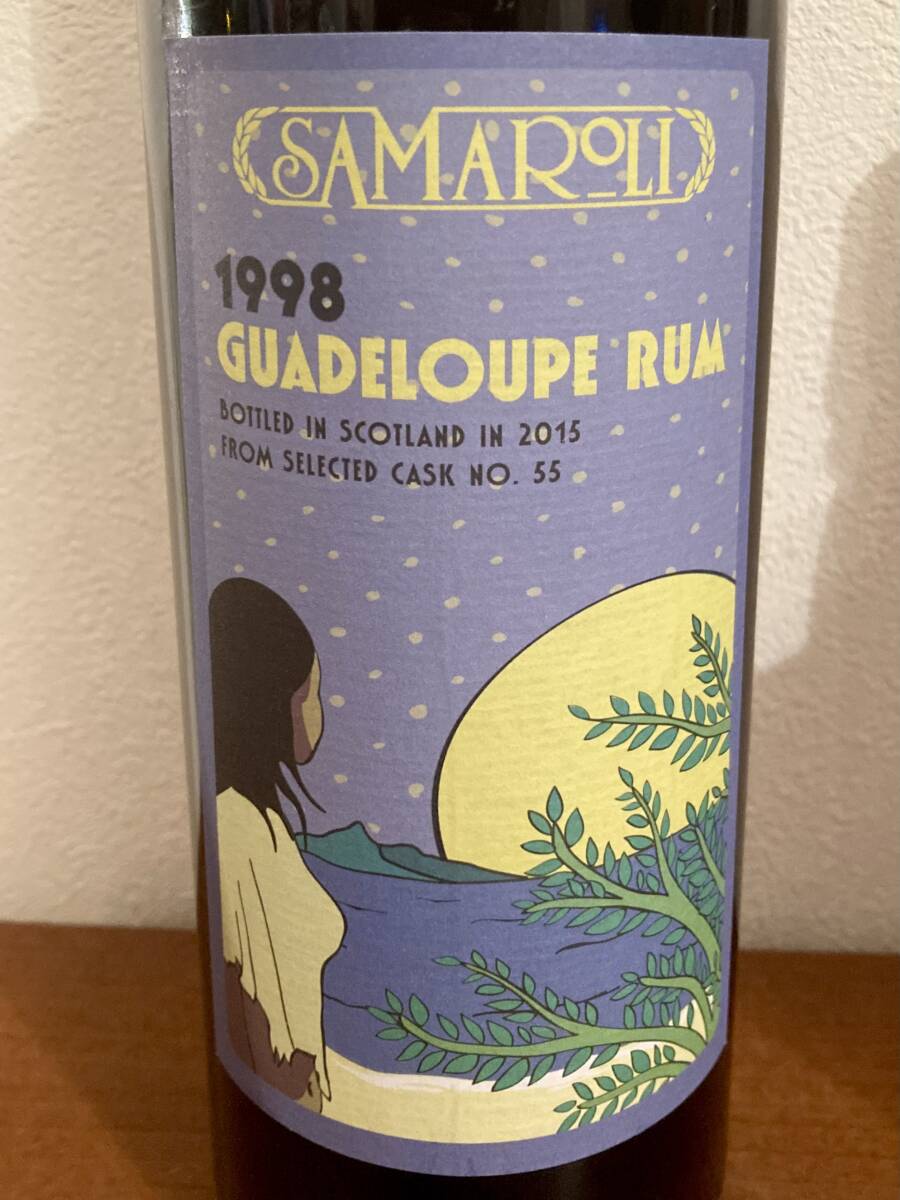 SAMAROLI
1998
GUADELOUPE RUM
BOTTLED IN SCOTLAND IN 2015
FROM SELECTED CASK NO. 55